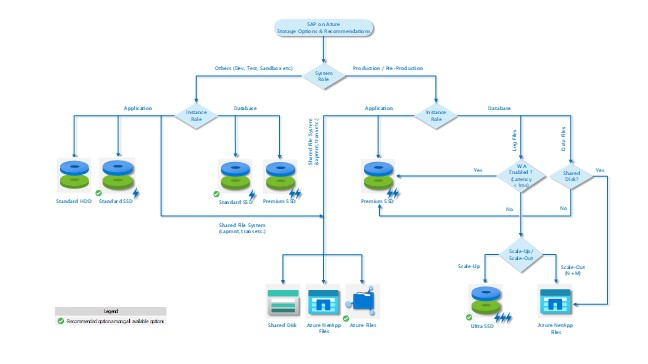 SAP on Azure
Storage Options & Recommendations
Others (Dev, Test, Sandbox etc)
System
Role
Production / Pre-Production
Application
Instance
Role
Database
Shared File System
(sapmnt, trans etc.)
Application
Instance
Role
Database
Log Files
Data Files
Standard HDD
Standard SSD
Standard SSD
Premium SSD
Premium SSD
Yes
WA
Enabled ?
(Latency
< 1ms)
Shared
Disk?
Yes
No
No
Shared File System
(sapmnt, trans etc.)
Scale-Up /
Scale-Out
Scale-Up
Scale-Out
(N + M)
Shared Disk
Azure NetApp
Files
Azure Files
Ultra SSD
Azure NetApp
Files
Legend
Recommended option amongall available options